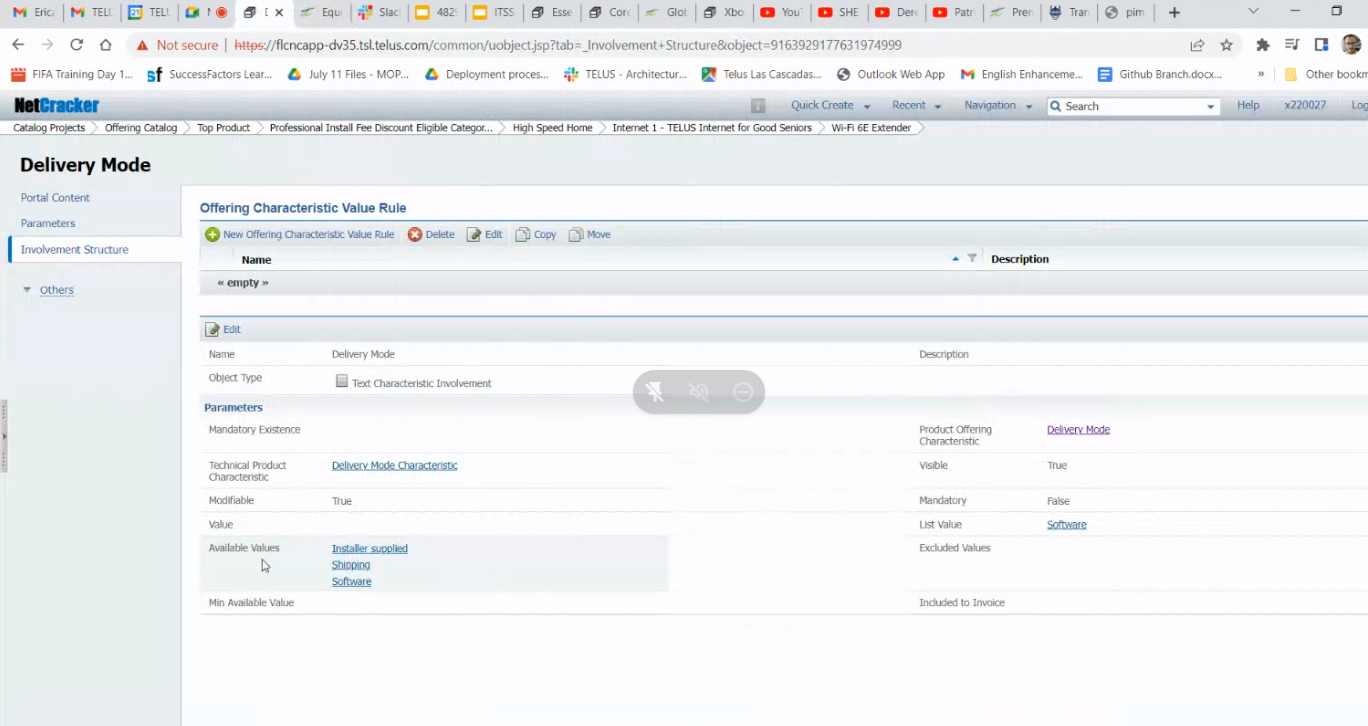 Erica TELU TELU 31 N D × Equi Slac 4829 ITSS Esse Core Glob Xbo YouT SHE Dere Patri Pren Tran pim +
Not secure | https://flcncapp-dv35.tsl.telus.com/common/uobject.jsp?tab=_Involvement+Structure&object=9163929177631974999
FIFA Training Day 1... SuccessFactors Lear... July 11 Files - MOP... Deployment proces... TELUS - Architectur... Telus Las Cascadas... Outlook Web App English Enhanceme... Github Branch.docx... » Other bookm
NetCracker Quick Create Recent Navigation Search Help x220027 Log
Catalog Projects Offering Catalog Top Product Professional Install Fee Discount Eligible Categor... High Speed Home Internet 1 - TELUS Internet for Good Seniors Wi-Fi 6E Extender
Delivery Mode
Portal Content
Parameters
Involvement Structure
Others
Offering Characteristic Value Rule
New Offering Characteristic Value Rule Delete Edit Copy Move
Name Description
« empty »
Edit
Name Delivery Mode Description
Object Type Text Characteristic Involvement
Parameters
Mandatory Existence Product Offering Characteristic Delivery Mode
Technical Product Characteristic Delivery Mode Characteristic Visible True
Modifiable True Mandatory False
Value List Value Software
Available Values Installer supplied Excluded Values
Shipping
Software
Min Available Value Included to Invoice